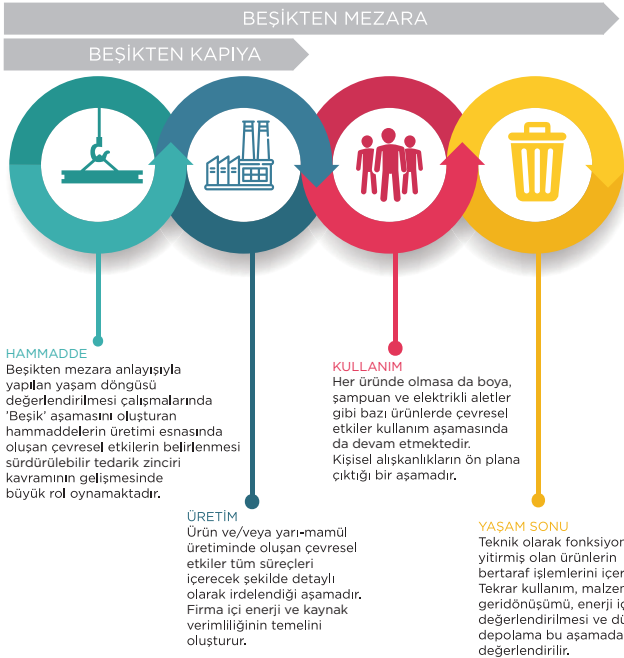 BEŞİKTEN MEZARA
BEŞİKTEN KAPIYA
HAMMADDE
Beşikten mezara anlayışıyla
yapılan yaşam döngüsü
değerlendirilmesi çalışmalarında
'Beşik' aşamasını oluşturan
hammaddelerin üretimi esnasında
oluşan çevresel etkilerin belirlenmesi
sürdürülebilir tedarik zinciri
kavramının gelişmesinde
büyük rol oynamaktadır.
ÜRETİM
Ürün ve/veya yarı-mamül
üretiminde oluşan çevresel
etkiler tüm süreçleri
içerecek şekilde detaylı
olarak irdelendiği aşamadır.
Firma içi enerji ve kaynak
verimliliğinin temelini
oluşturur.
KULLANIM
Her üründe olmasa da boya,
şampuan ve elektrikli aletler
gibi bazı ürünlerde çevresel
etkiler kullanım aşamasında
da devam etmektedir.
Kişisel alışkanlıkların ön plana
çıktığı bir aşamadır.
YAŞAM SONU
Teknik olarak fonksiyon
yitirmiş olan ürünlerin
bertaraf işlemlerini içer
Tekrar kullanım, malzem
geridönüşümü, enerji iç
değerlendirilmesi ve dü
depolama bu aşamada
değerlendirilir.